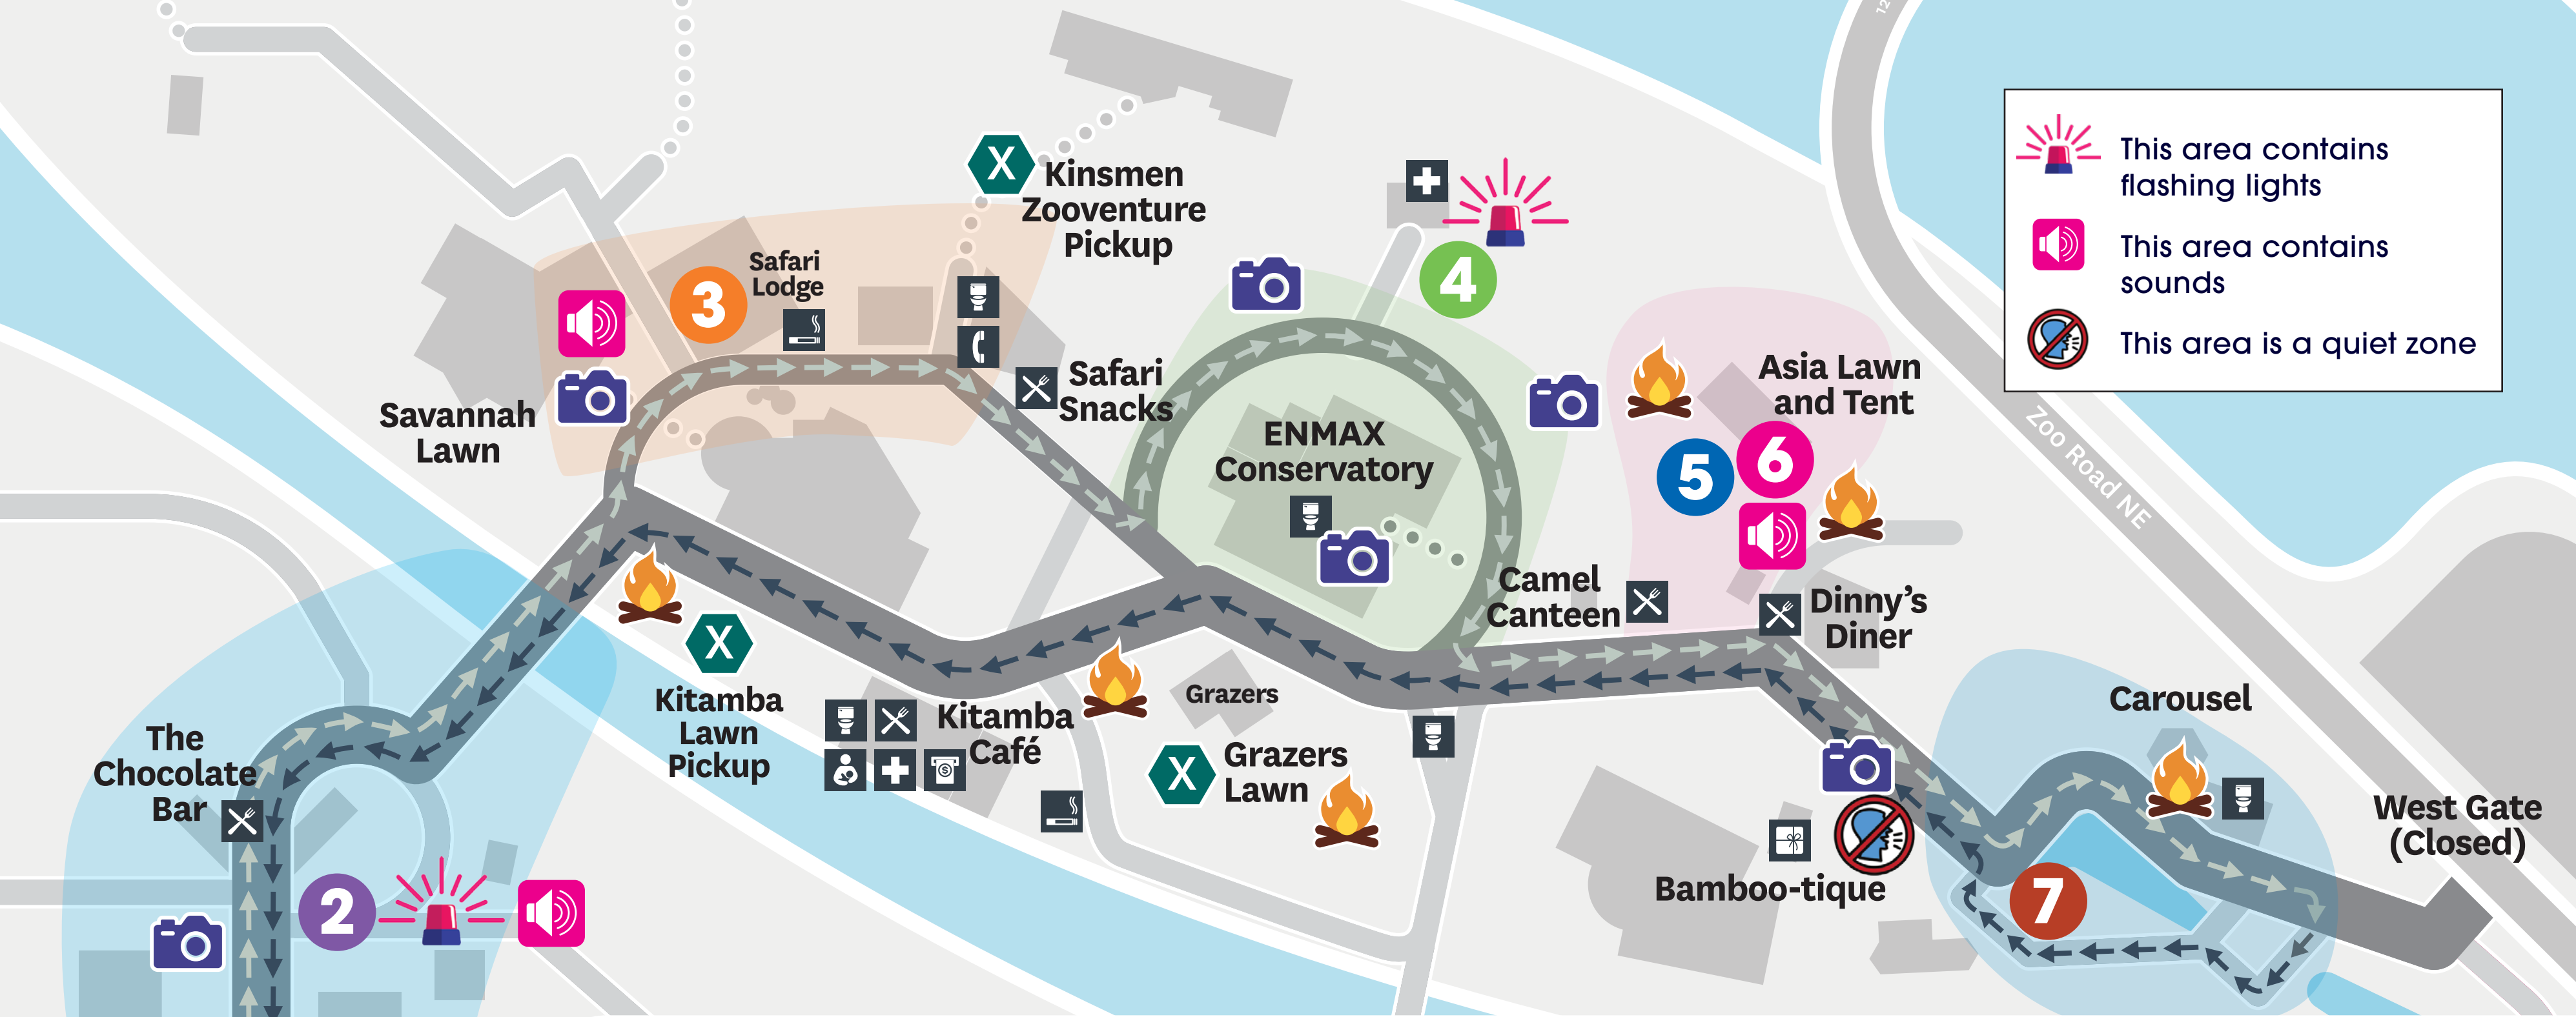 12
This area contains
flashing lights
This area contains
sounds
This area is a quiet zone
X
Kinsmen
Zooventure
Pickup
3
Safari
Lodge
4
Savannah
Lawn
Safari
Snacks
ENMAX
Conservatory
Asia Lawn
and Tent
5
6
Zoo Road NE
Camel
Canteen
Dinny's
Diner
X
Kitamba
Lawn
Pickup
Kitamba
Café
Grazers
X
Grazers
Lawn
The
Chocolate
Bar
2
Bamboo-tique
7
Carousel
West Gate
(Closed)